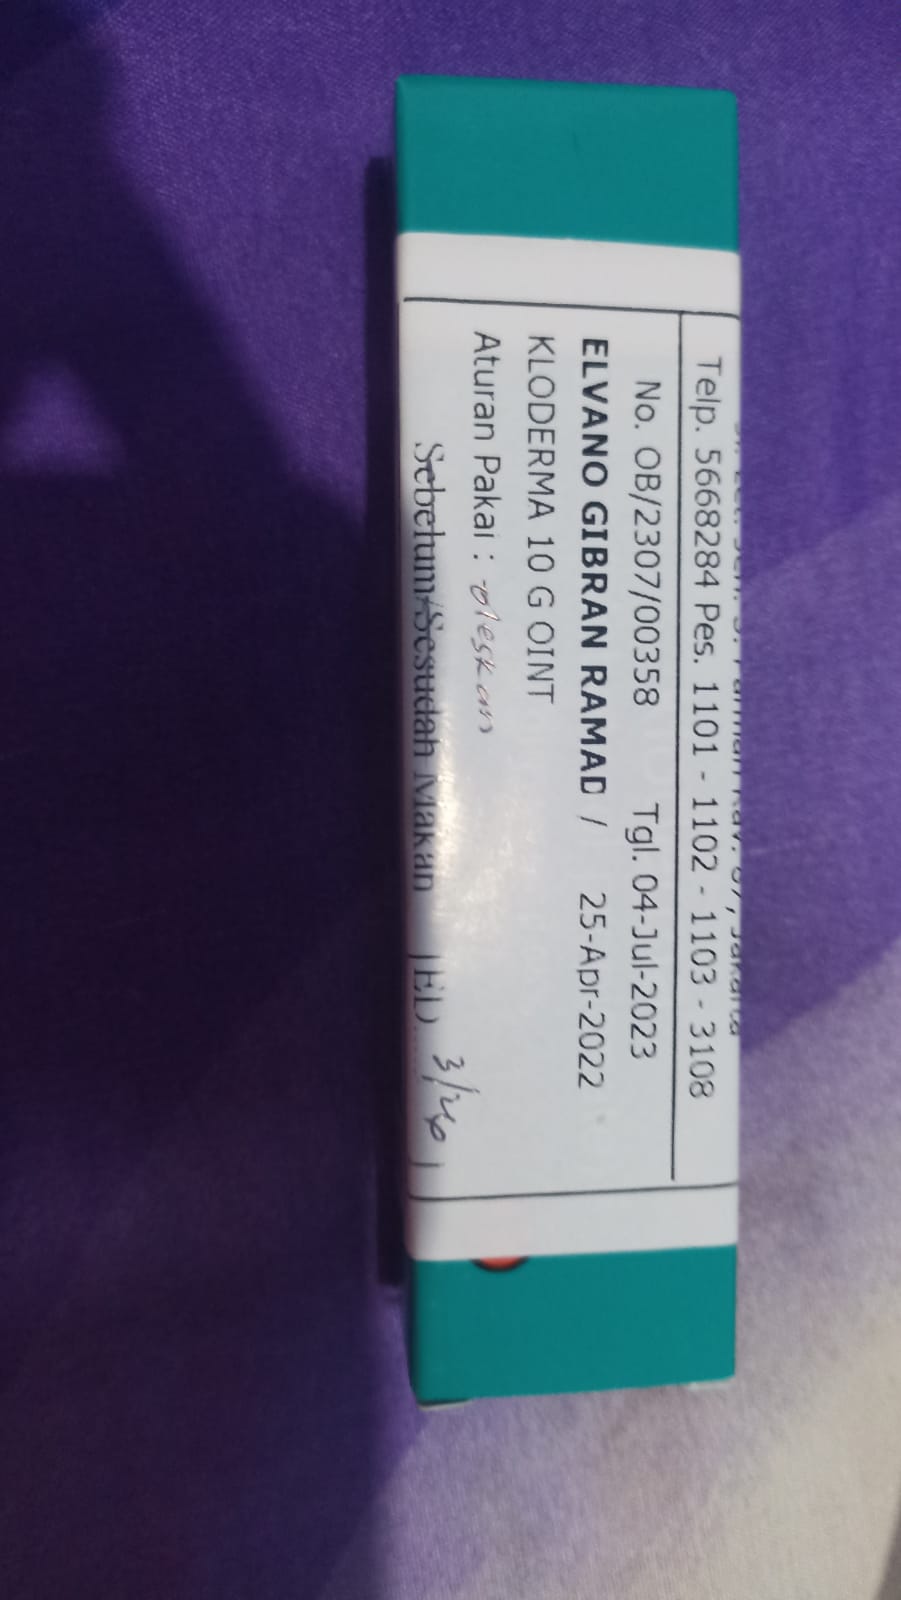 Telp. 5668284 Pes. 1101 - 1102 - 1103 - 3108
No. OB/2307/00358 Tgl. 04-Jul-2023
ELVANO GIBRAN RAMAD / 25-Apr-2022
KLODERMA 10 G OINT
Aturan Pakai : oleskan
Sebelum/Sesudah Makan (ED 3/26)